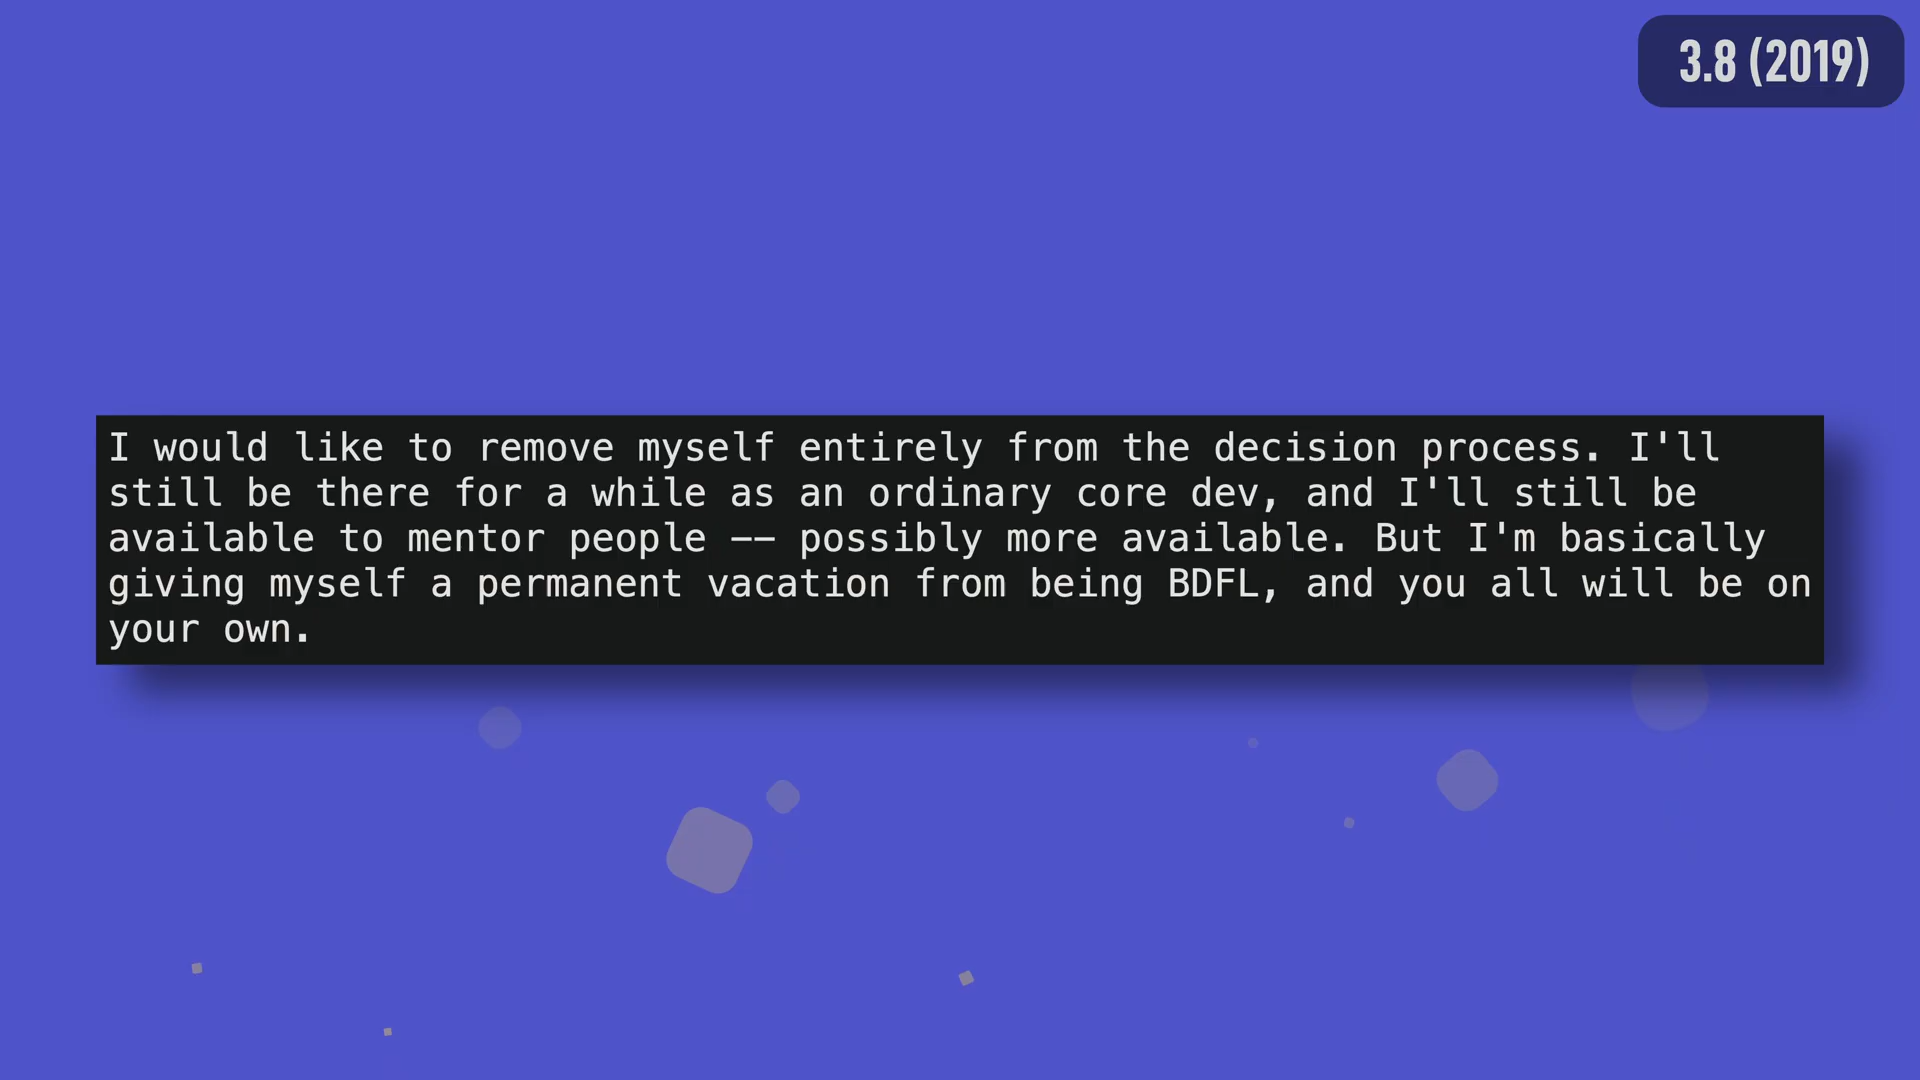 3.8 (2019)
I would like to remove myself entirely from the decision process. I'll
still be there for a while as an ordinary core dev, and I'll still be
available to mentor people -- possibly more available. But I'm basically
giving myself a permanent vacation from being BDFL, and you all will be on
your own.